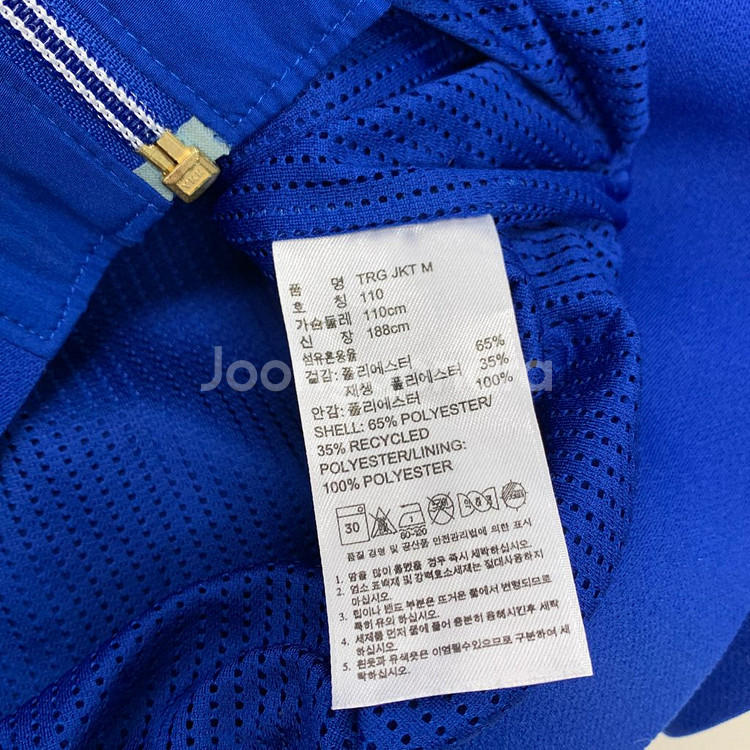 YKK
품 명 TRG JKT M
호 칭 110
가슴둘레 110cm
신 장 188cm
섬유혼용율
겉감: 폴리에스터 65%
재생 폴리에스터 35%
안감: 폴리에스터 100%
SHELL: 65% POLYESTER/
35% RECYCLED
POLYESTER/LINING:
100% POLYESTER
30
60-120
품질 경영 및 공산품 안전관리법에 의한 표시
1. 땀을 많이 흘렸을 경우 즉시 세탁하십시오.
2. 염소 표백제 및 강력효소세제는 절대사용하지
마십시오.
3. 립이나 밴드 부분은 뜨거운 물에서 변형되므로
특히 유의 하십시오.
4. 세제를 먼저 물에 풀어 충분히 용해시킨후 세탁
하십시오.
5. 흰옷과 유색옷은 이염될수있으므로 구분하여 세
탁하십시오.